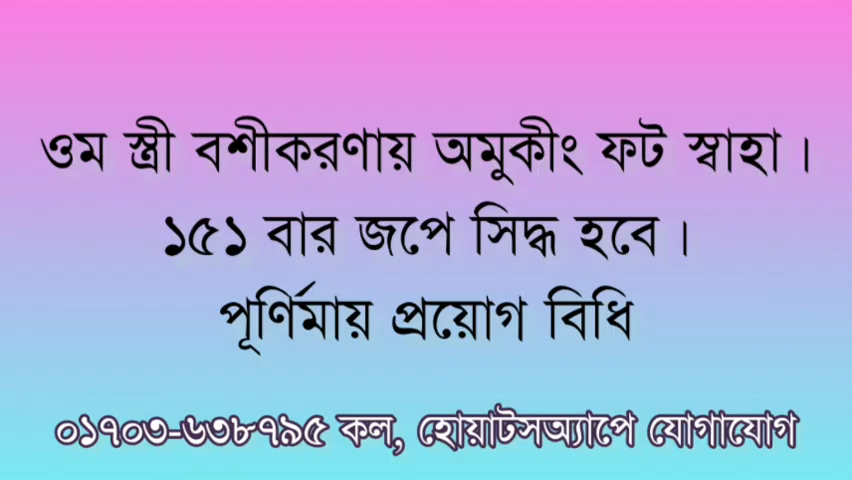 ওম স্ত্রী বশীকরণায় অমুকীং ফট স্বাহা।
১৫১ বার জপে সিদ্ধ হবে।
পূর্ণিমায় প্রয়োগ বিধি
০১৭০৩-৬৩৮৭৯৫ কল, হোয়াটসঅ্যাপে যোগাযোগ